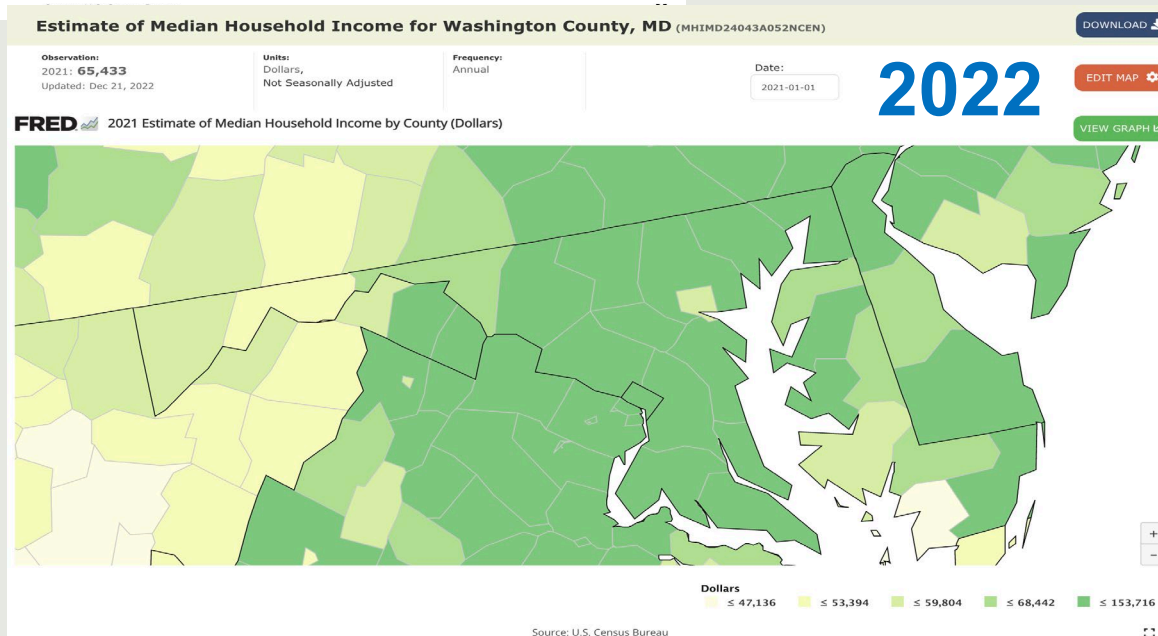 Estimate of Median Household Income for Washington County, MD (MHIMD24043A052NCEN)
DOWNLOAD
Observation:
2021: 65,433
Updated: Dec 21, 2022
Units:
Dollars,
Not Seasonally Adjusted
Frequency:
Annual
Date:
2021-01-01
2022
EDIT MAP
VIEW GRAPH
FRED 2021 Estimate of Median Household Income by County (Dollars)
+
−
Dollars
≤ 47,136 ≤ 53,394 ≤ 59,804 ≤ 68,442 ≤ 153,716
Source: U.S. Census Bureau